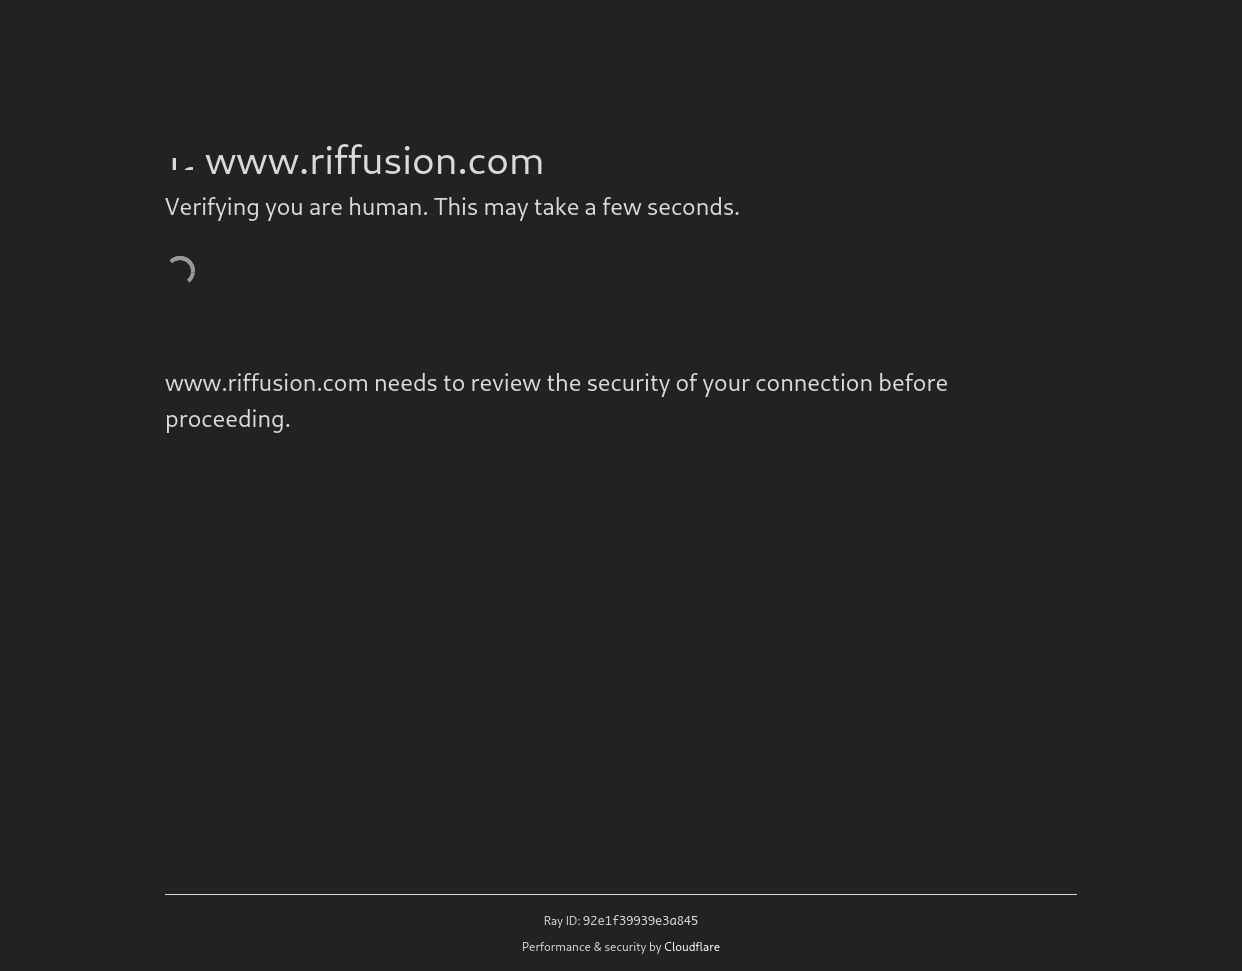 www.riffusion.com
Verifying you are human. This may take a few seconds.
www.riffusion.com needs to review the security of your connection before
proceeding.
Ray ID: 92e1f39939e3a845
Performance & security by Cloudflare